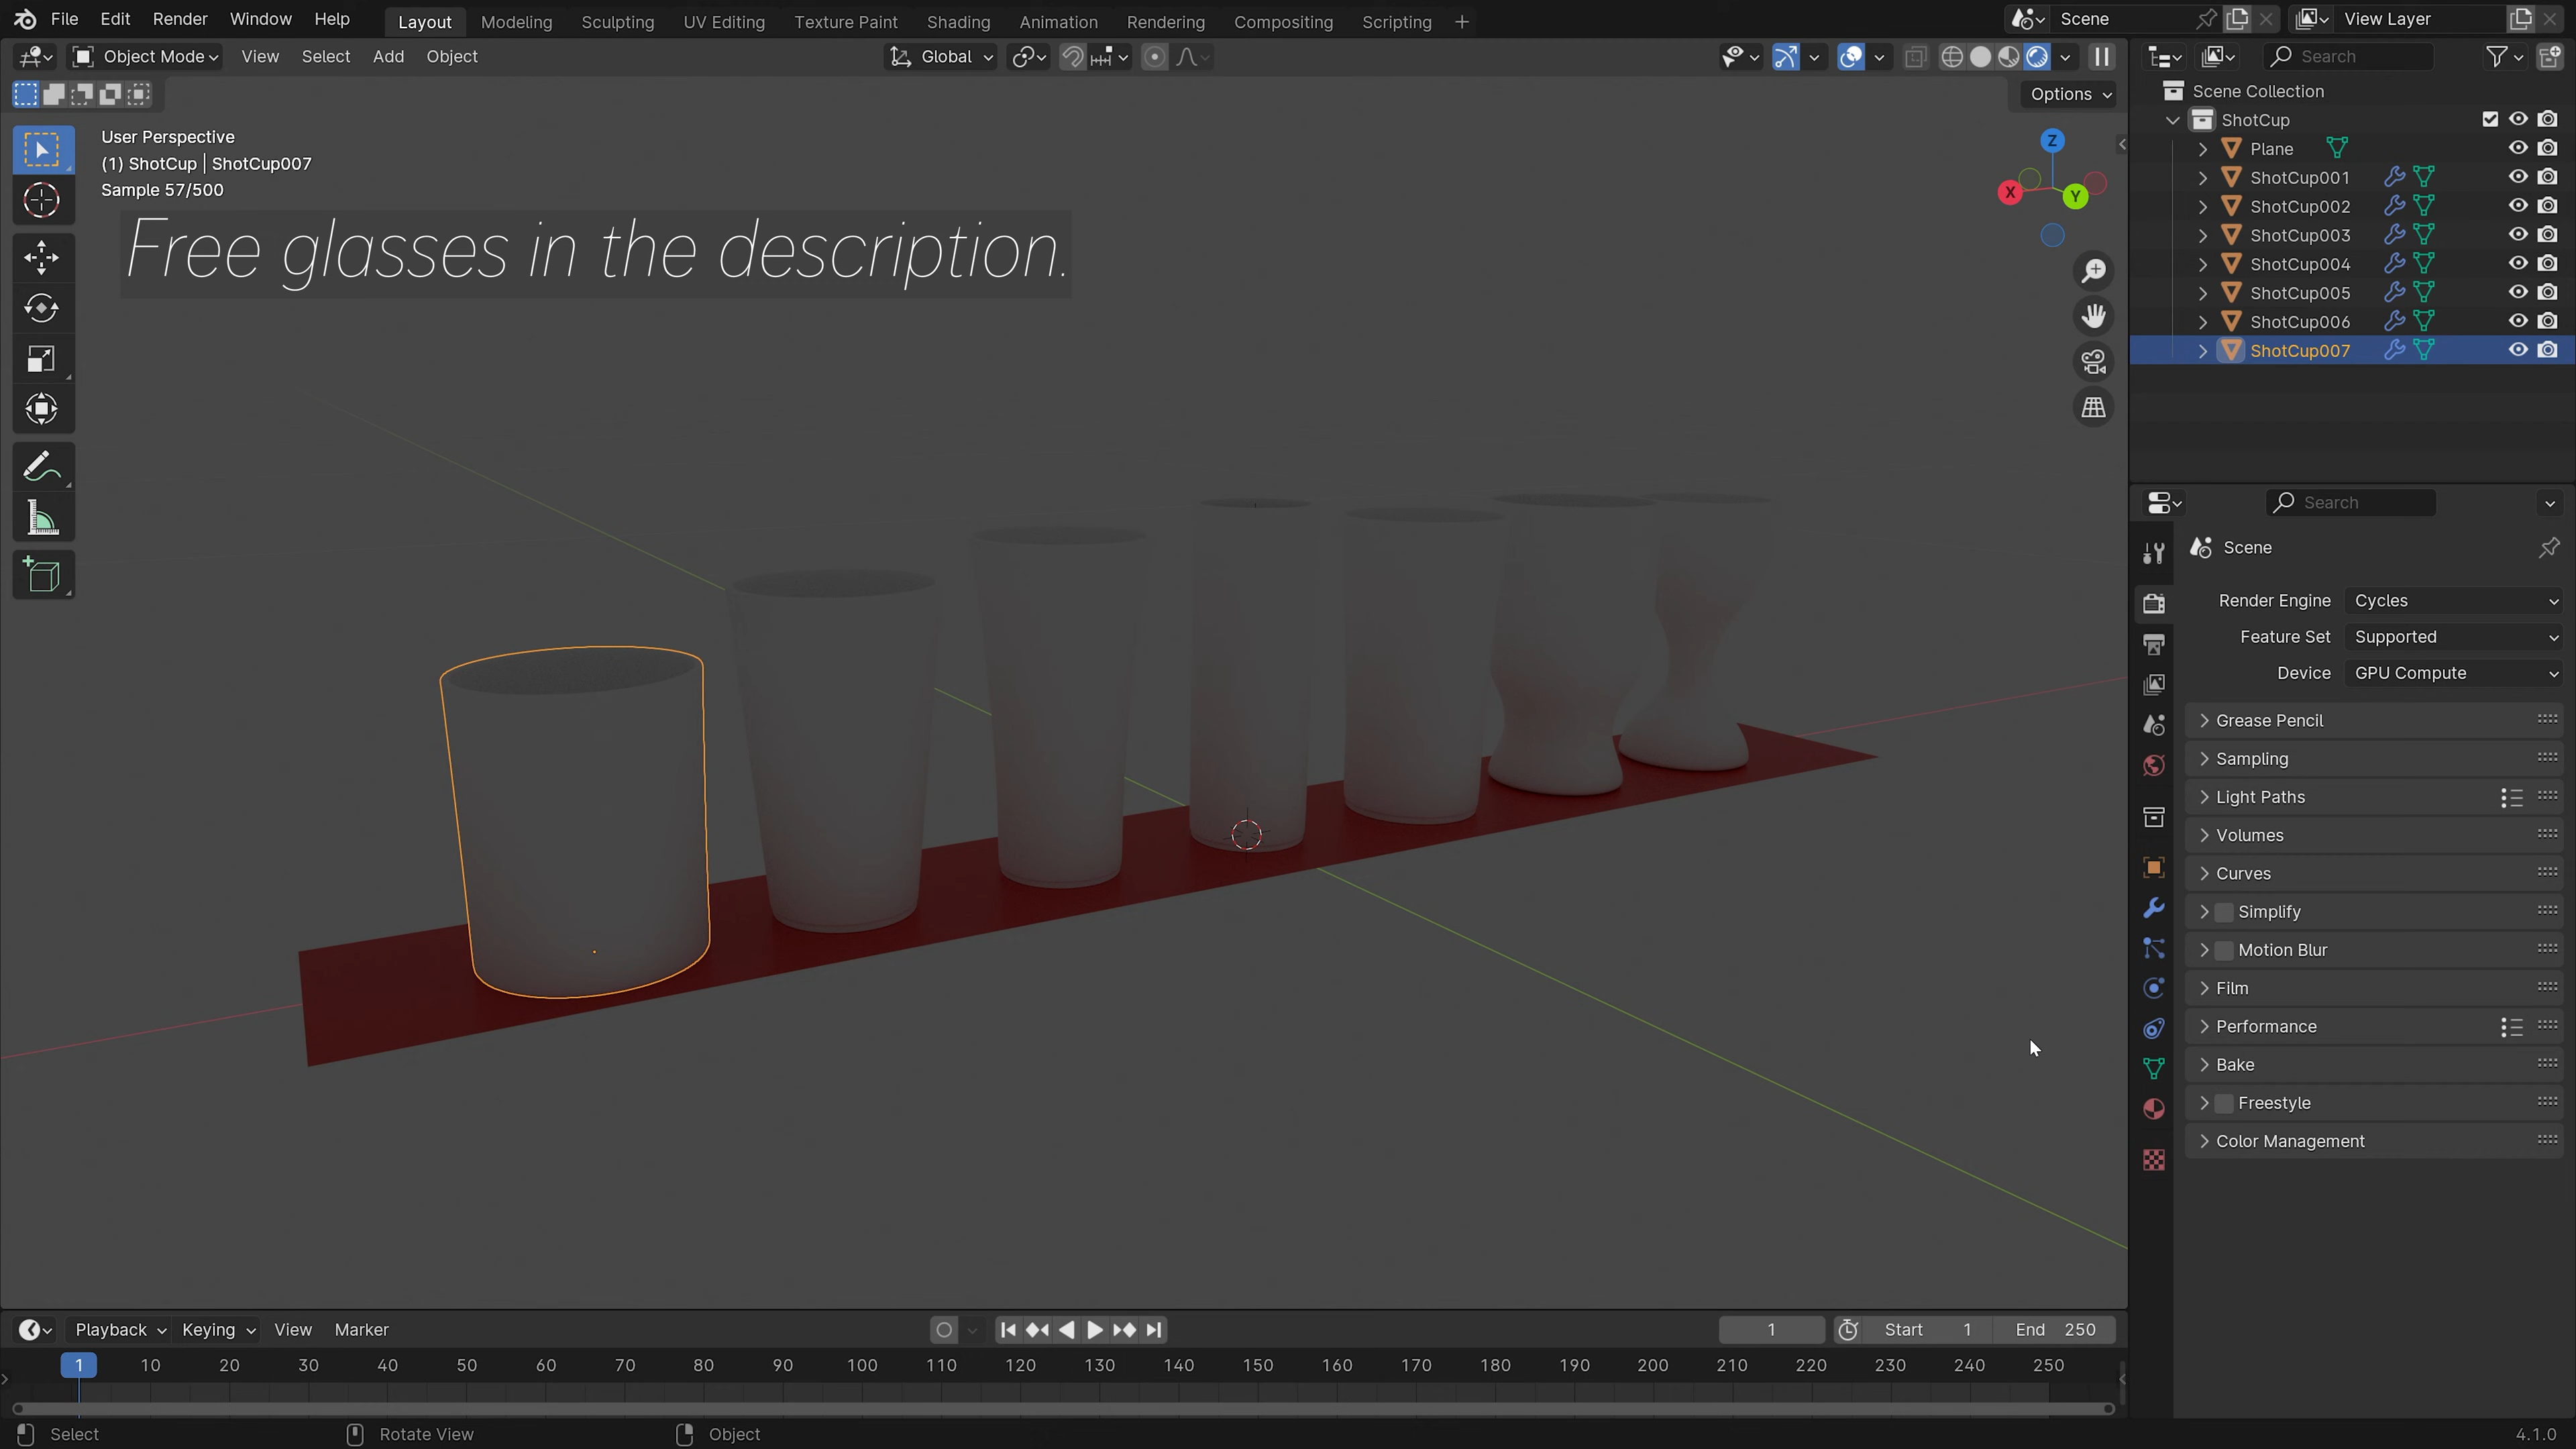 File Edit Render Window Help Layout Modeling Sculpting UV Editing Texture Paint Shading Animation Rendering Compositing Scripting + Scene View Layer
Object Mode View Select Add Object Global Search
Options
User Perspective
(1) ShotCup | ShotCup007
Sample 57/500
Free glasses in the description.
Z
X
Y
Scene Collection
ShotCup
Plane
ShotCup001
ShotCup002
ShotCup003
ShotCup004
ShotCup005
ShotCup006
ShotCup007
Search
Scene
Render Engine Cycles
Feature Set Supported
Device GPU Compute
Grease Pencil
Sampling
Light Paths
Volumes
Curves
Simplify
Motion Blur
Film
Performance
Bake
Freestyle
Color Management
Playback Keying View Marker 1 Start 1 End 250
1 10 20 30 40 50 60 70 80 90 100 110 120 130 140 150 160 170 180 190 200 210 220 230 240 250
Select Rotate View Object 4.1.0